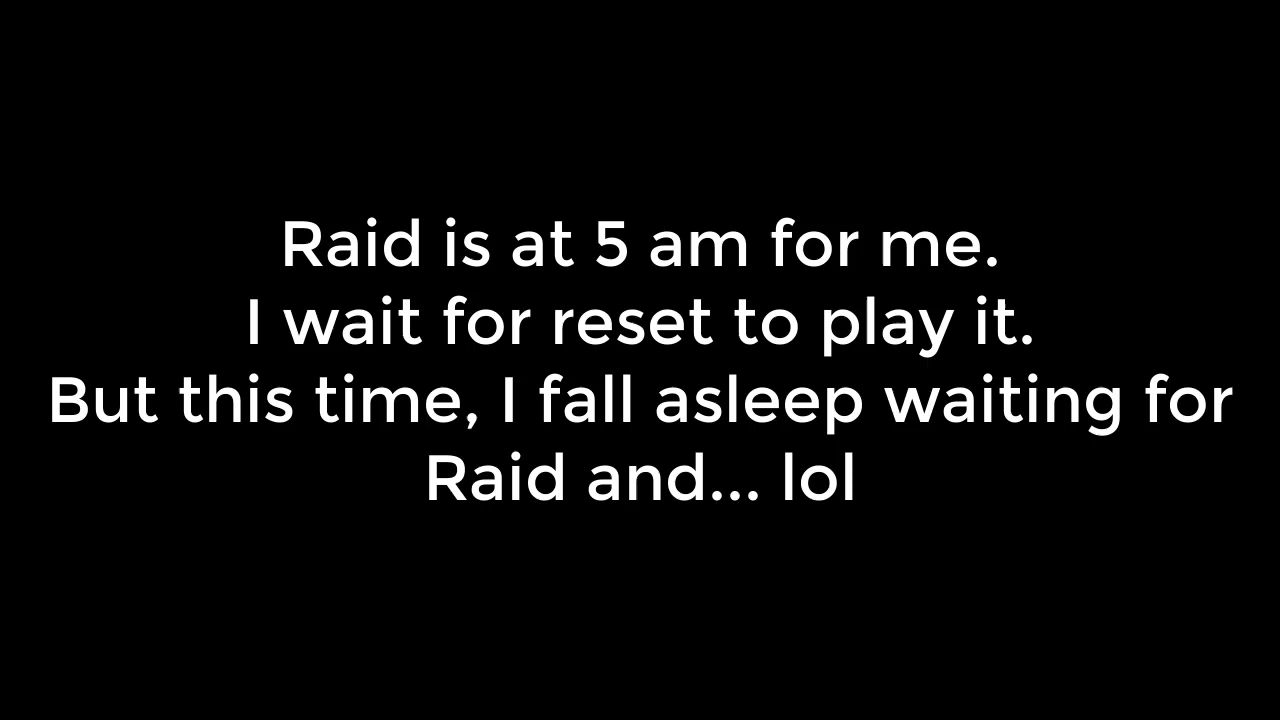 Raid is at 5 am for me.
I wait for reset to play it.
But this time, I fall asleep waiting for
Raid and... lol